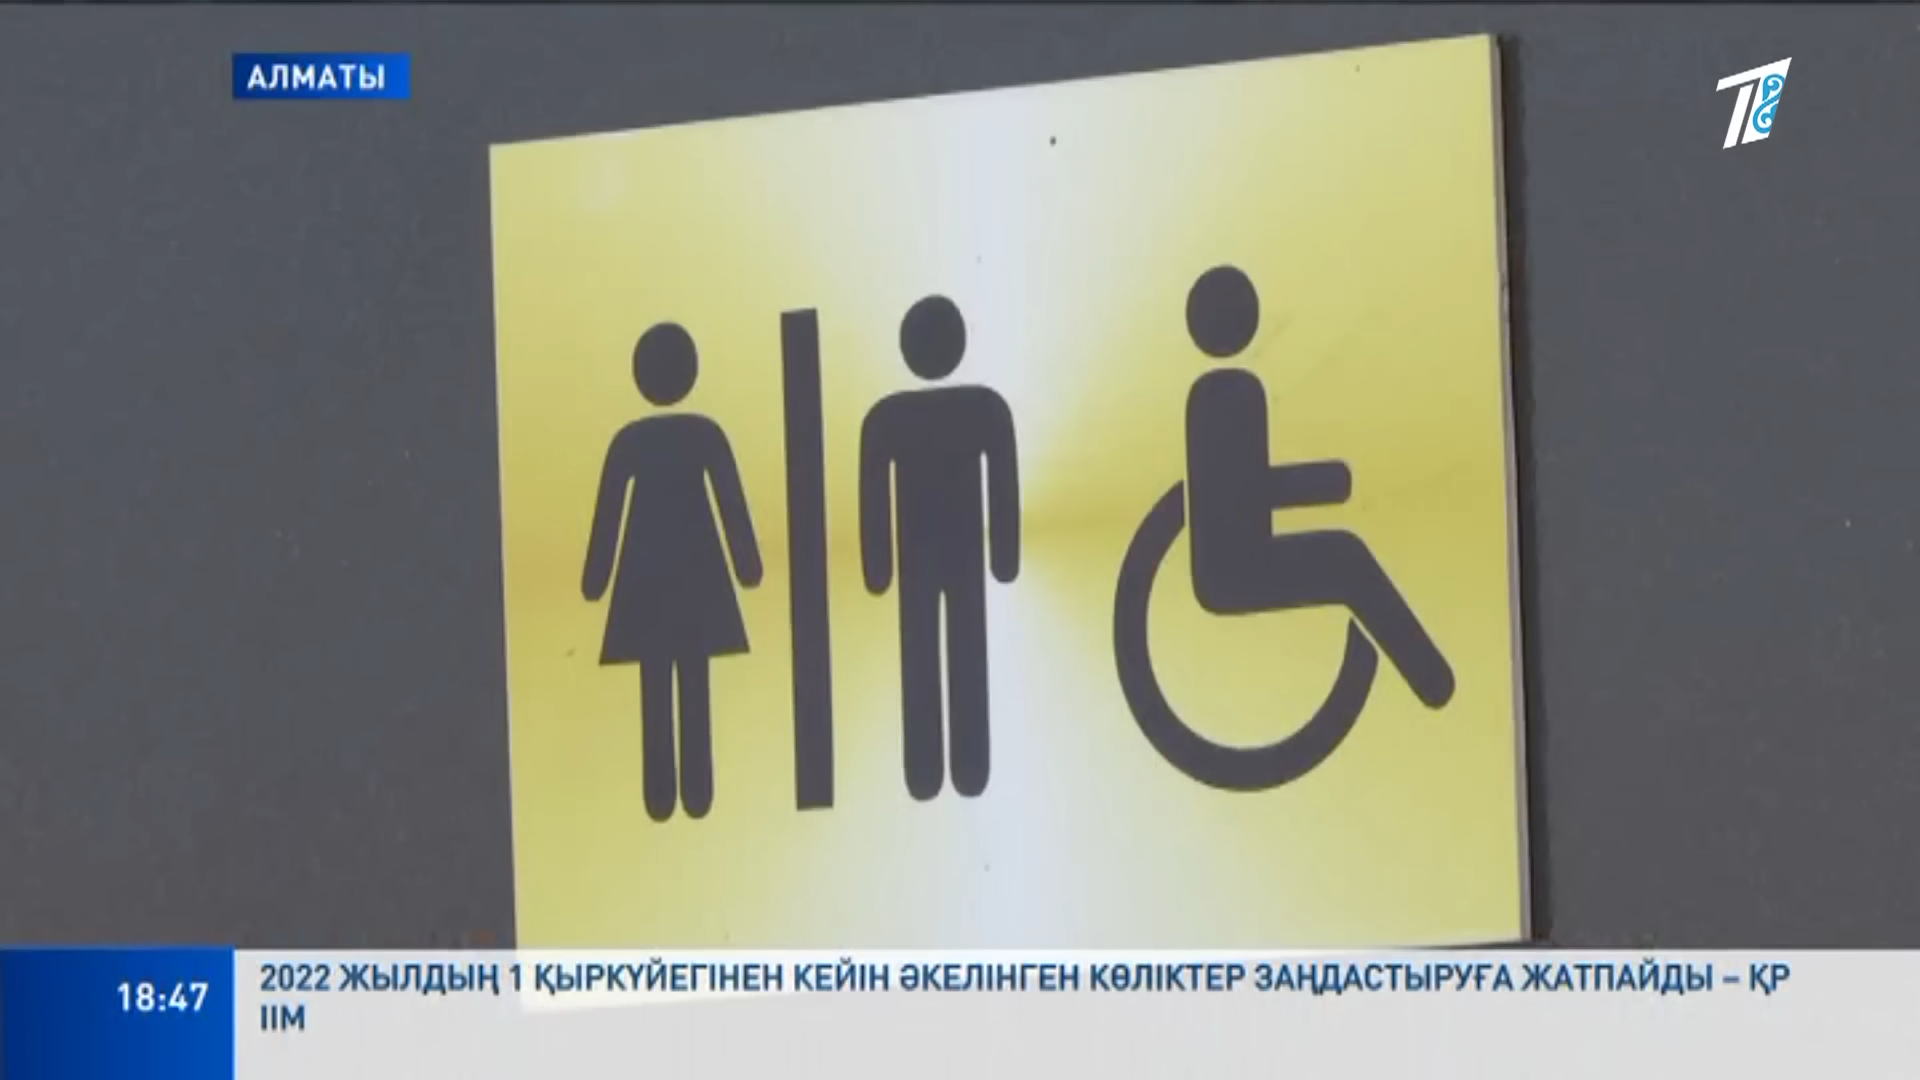 АЛМАТЫ
18:47
2022 ЖЫЛДЫҢ 1 ҚЫРКҮЙЕГІНЕН КЕЙІН ӘКЕЛІНГЕН КӨЛІКТЕР ЗАҢДАСТЫРУҒА ЖАТПАЙДЫ – ҚР
ІІМ